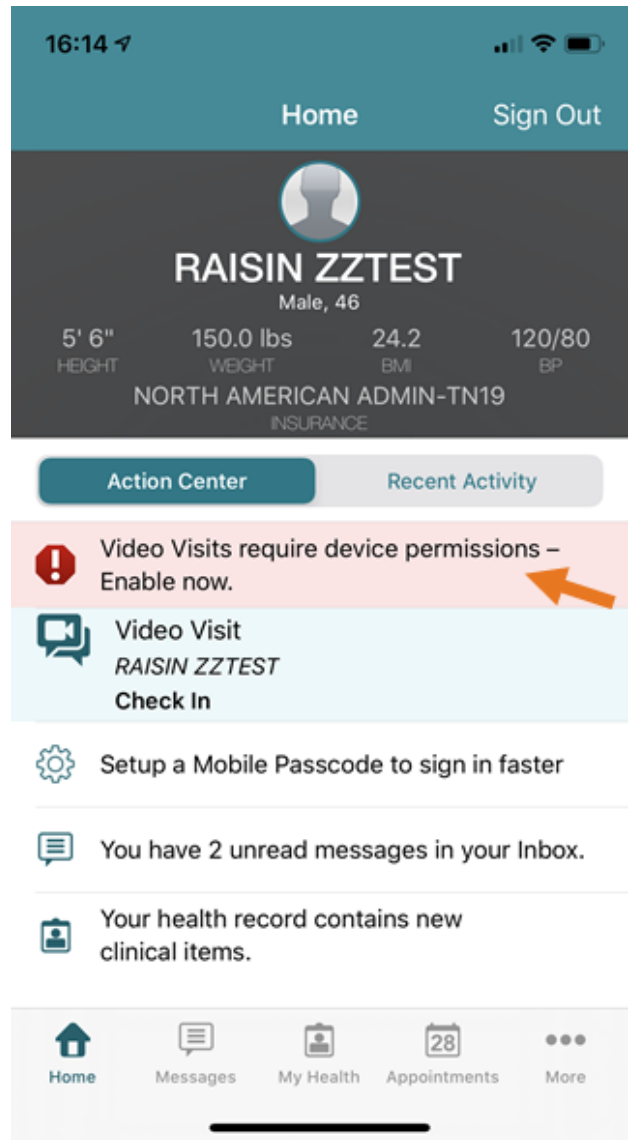 16:14
Home Sign Out
RAISIN ZZTEST
Male, 46
5' 6" 150.0 lbs 24.2 120/80
HEIGHT WEIGHT BMI BP
NORTH AMERICAN ADMIN-TN19
INSURANCE
Action Center Recent Activity
Video Visits require device permissions –
Enable now.
Video Visit
RAISIN ZZTEST
Check In
Setup a Mobile Passcode to sign in faster
You have 2 unread messages in your Inbox.
Your health record contains new
clinical items.
28
Home Messages My Health Appointments More